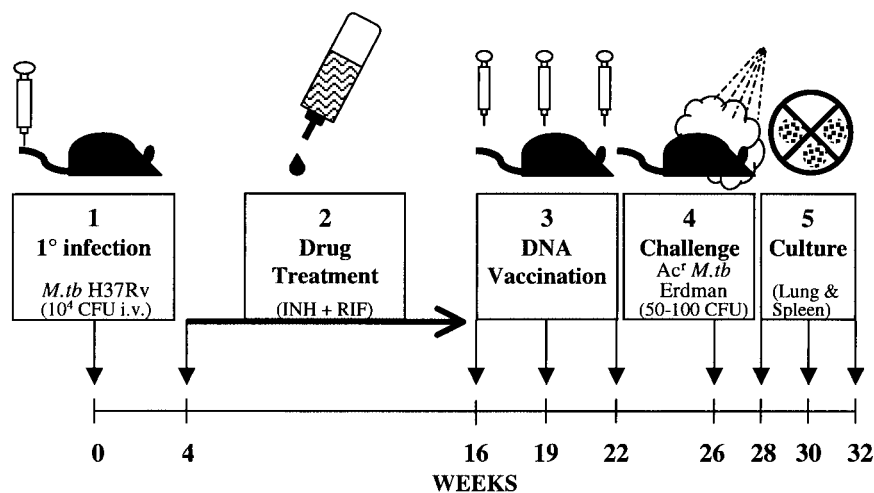 1
1° infection
M.tb H37Rv
(10⁴ CFU i.v.)
2
Drug
Treatment
(INH + RIF)
3
DNA
Vaccination
4
Challenge
Acʳ M.tb
Erdman
(50-100 CFU)
5
Culture
(Lung &
Spleen)
0 4 16 19 22 26 28 30 32
WEEKS